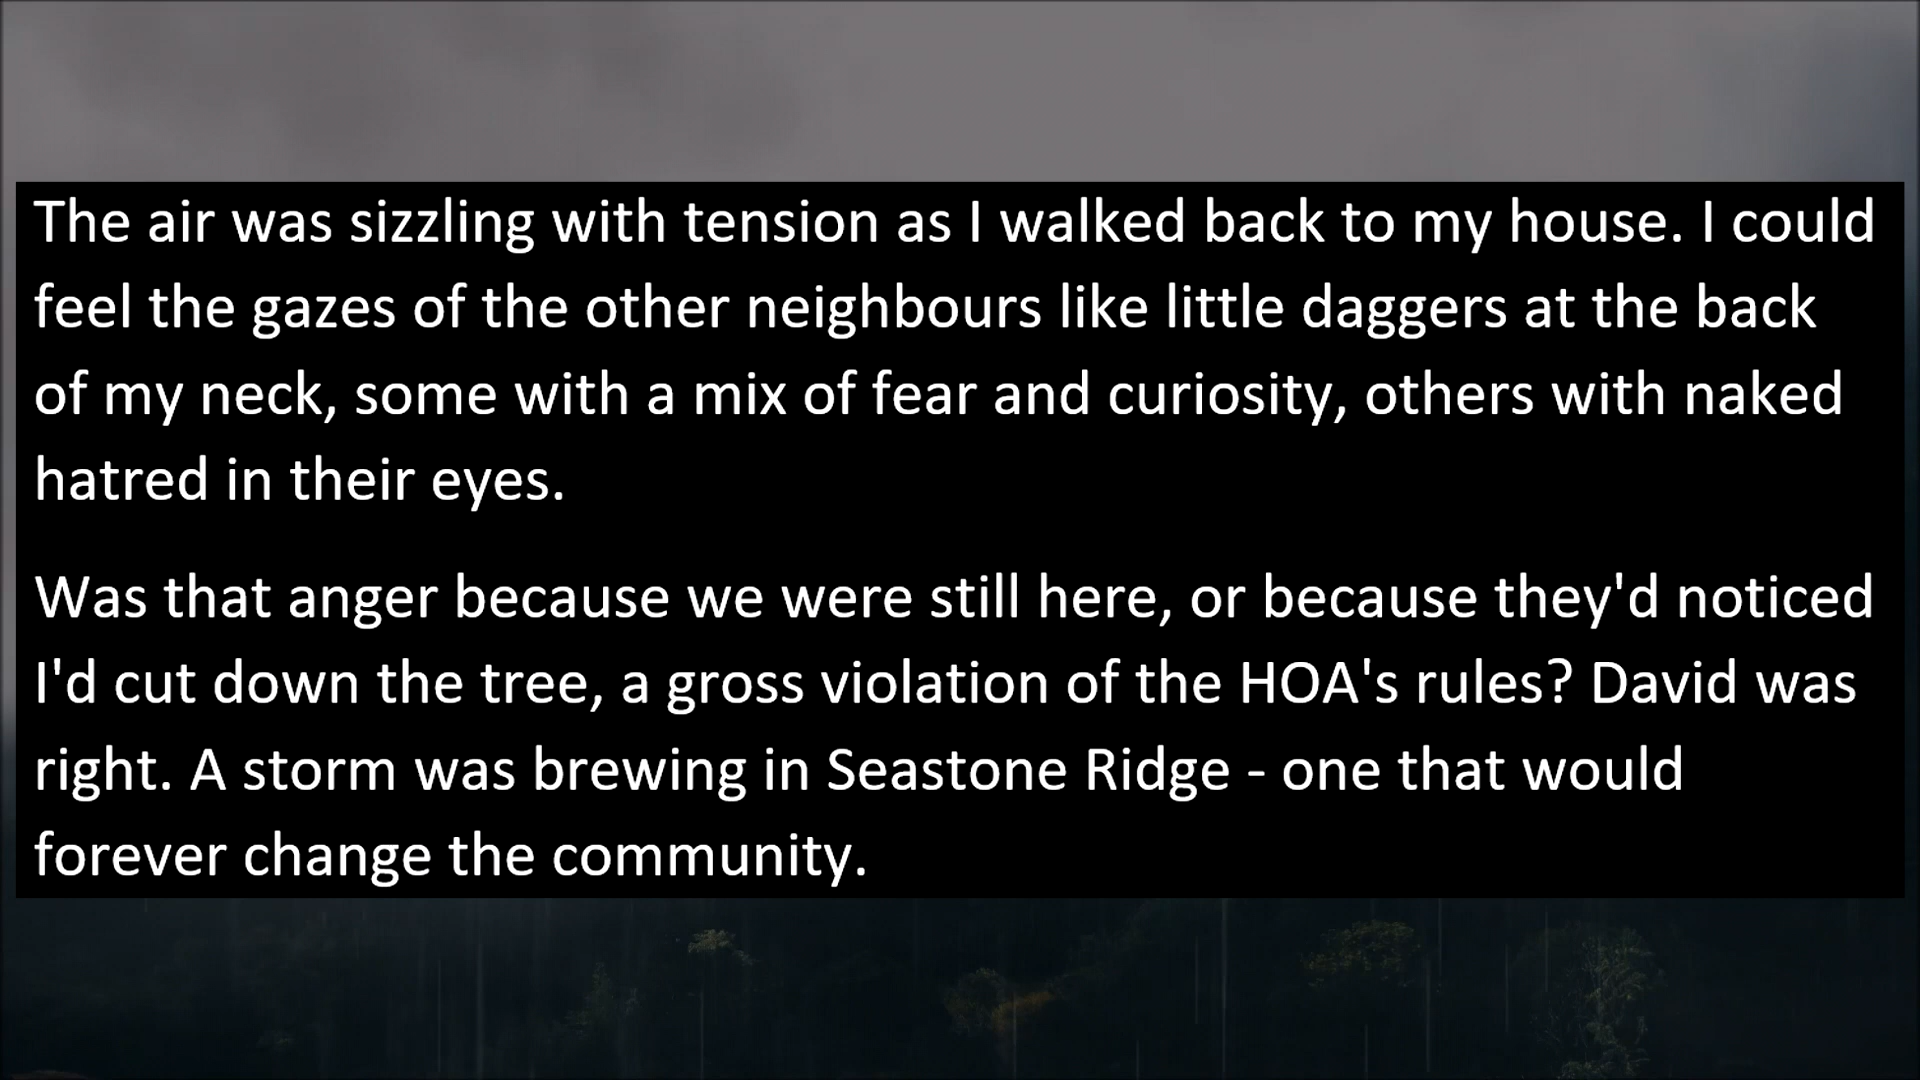 The air was sizzling with tension as I walked back to my house. I could
feel the gazes of the other neighbours like little daggers at the back
of my neck, some with a mix of fear and curiosity, others with naked
hatred in their eyes.
Was that anger because we were still here, or because they'd noticed
I'd cut down the tree, a gross violation of the HOA's rules? David was
right. A storm was brewing in Seastone Ridge - one that would
forever change the community.